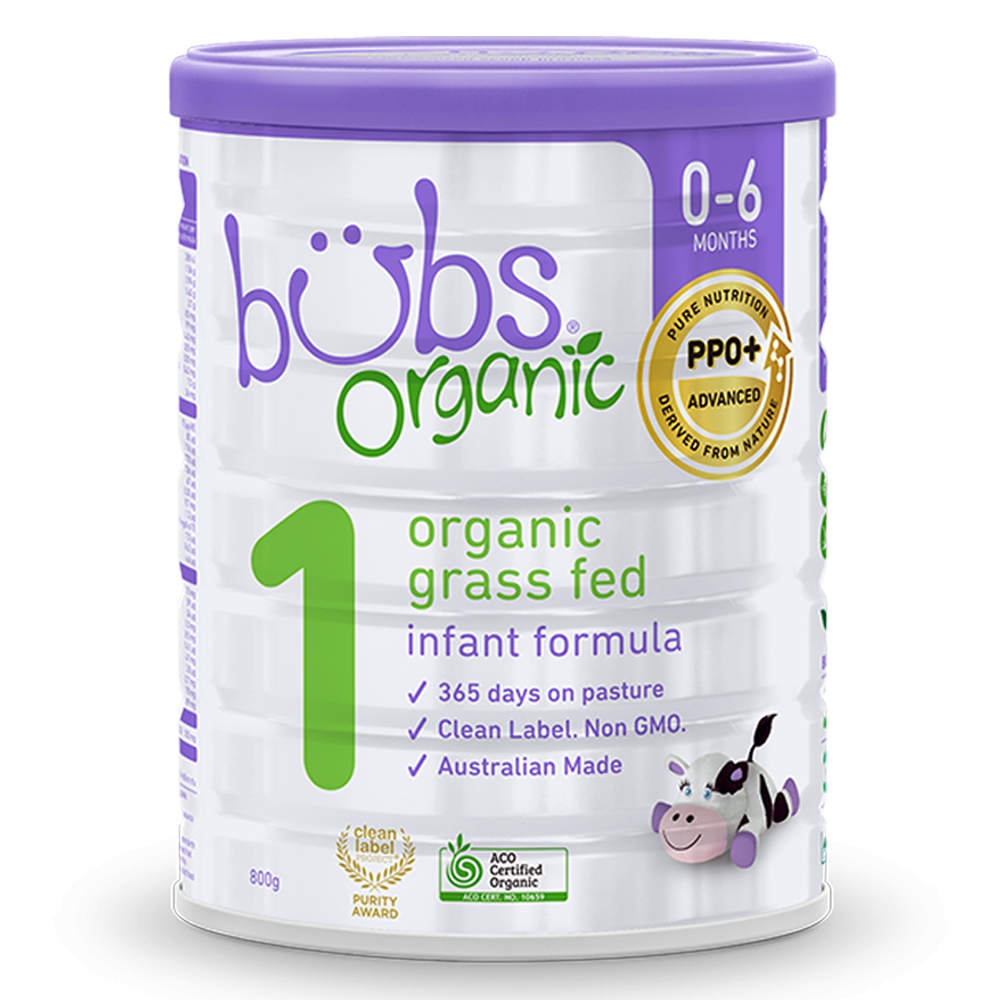 0-6
MONTHS
bübs®
organic
PURE NUTRITION
PPO+
ADVANCED
DERIVED FROM NATURE
1
organic
grass fed
infant formula
✓ 365 days on pasture
✓ Clean Label. Non GMO.
✓ Australian Made
800g
clean
label
PROJECT
PURITY
AWARD
ACO
Certified
Organic
ACO CERT. NO. 10659